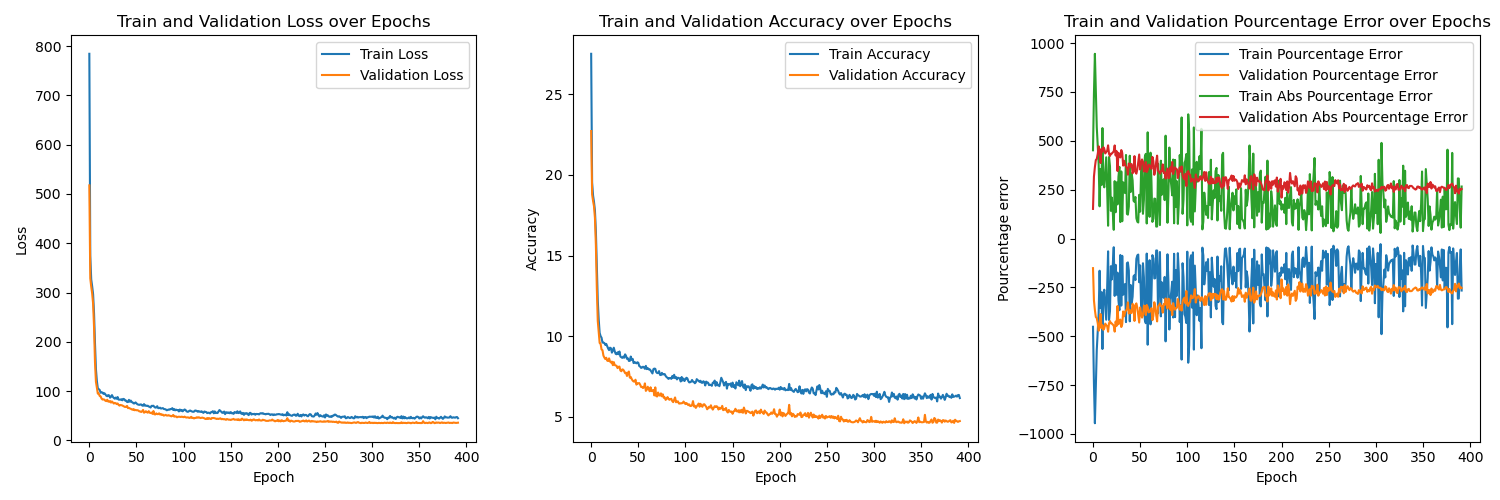 Train and Validation Loss over Epochs
Train Loss
Validation Loss
800
700
600
500
400
300
200
100
0
Loss
0 50 100 150 200 250 300 350 400
Epoch
Train and Validation Accuracy over Epochs
Train Accuracy
Validation Accuracy
25
20
15
10
5
Accuracy
0 50 100 150 200 250 300 350 400
Epoch
Train and Validation Pourcentage Error over Epochs
Train Pourcentage Error
Validation Pourcentage Error
Train Abs Pourcentage Error
Validation Abs Pourcentage Error
1000
750
500
250
0
−250
−500
−750
−1000
Pourcentage error
0 50 100 150 200 250 300 350 400
Epoch